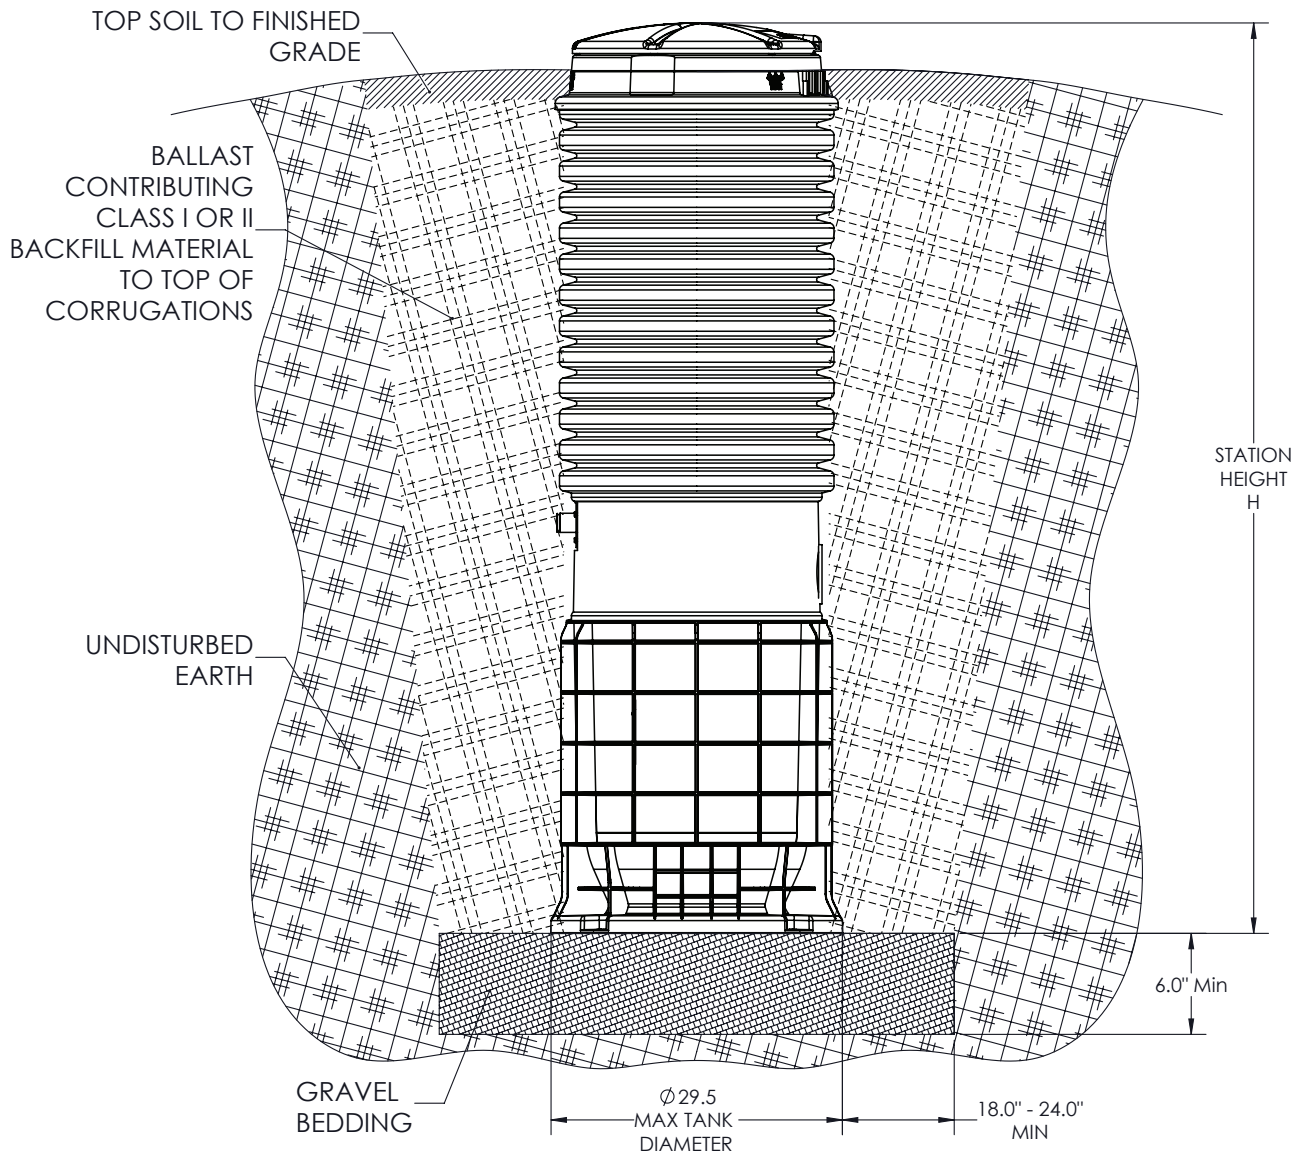 TOP SOIL TO FINISHED
GRADE
BALLAST
CONTRIBUTING
CLASS I OR II
BACKFILL MATERIAL
TO TOP OF
CORRUGATIONS
STATION
HEIGHT
H
UNDISTURBED
EARTH
6.0" Min
GRAVEL
BEDDING
Ø29.5
MAX TANK
DIAMETER
18.0" - 24.0"
MIN